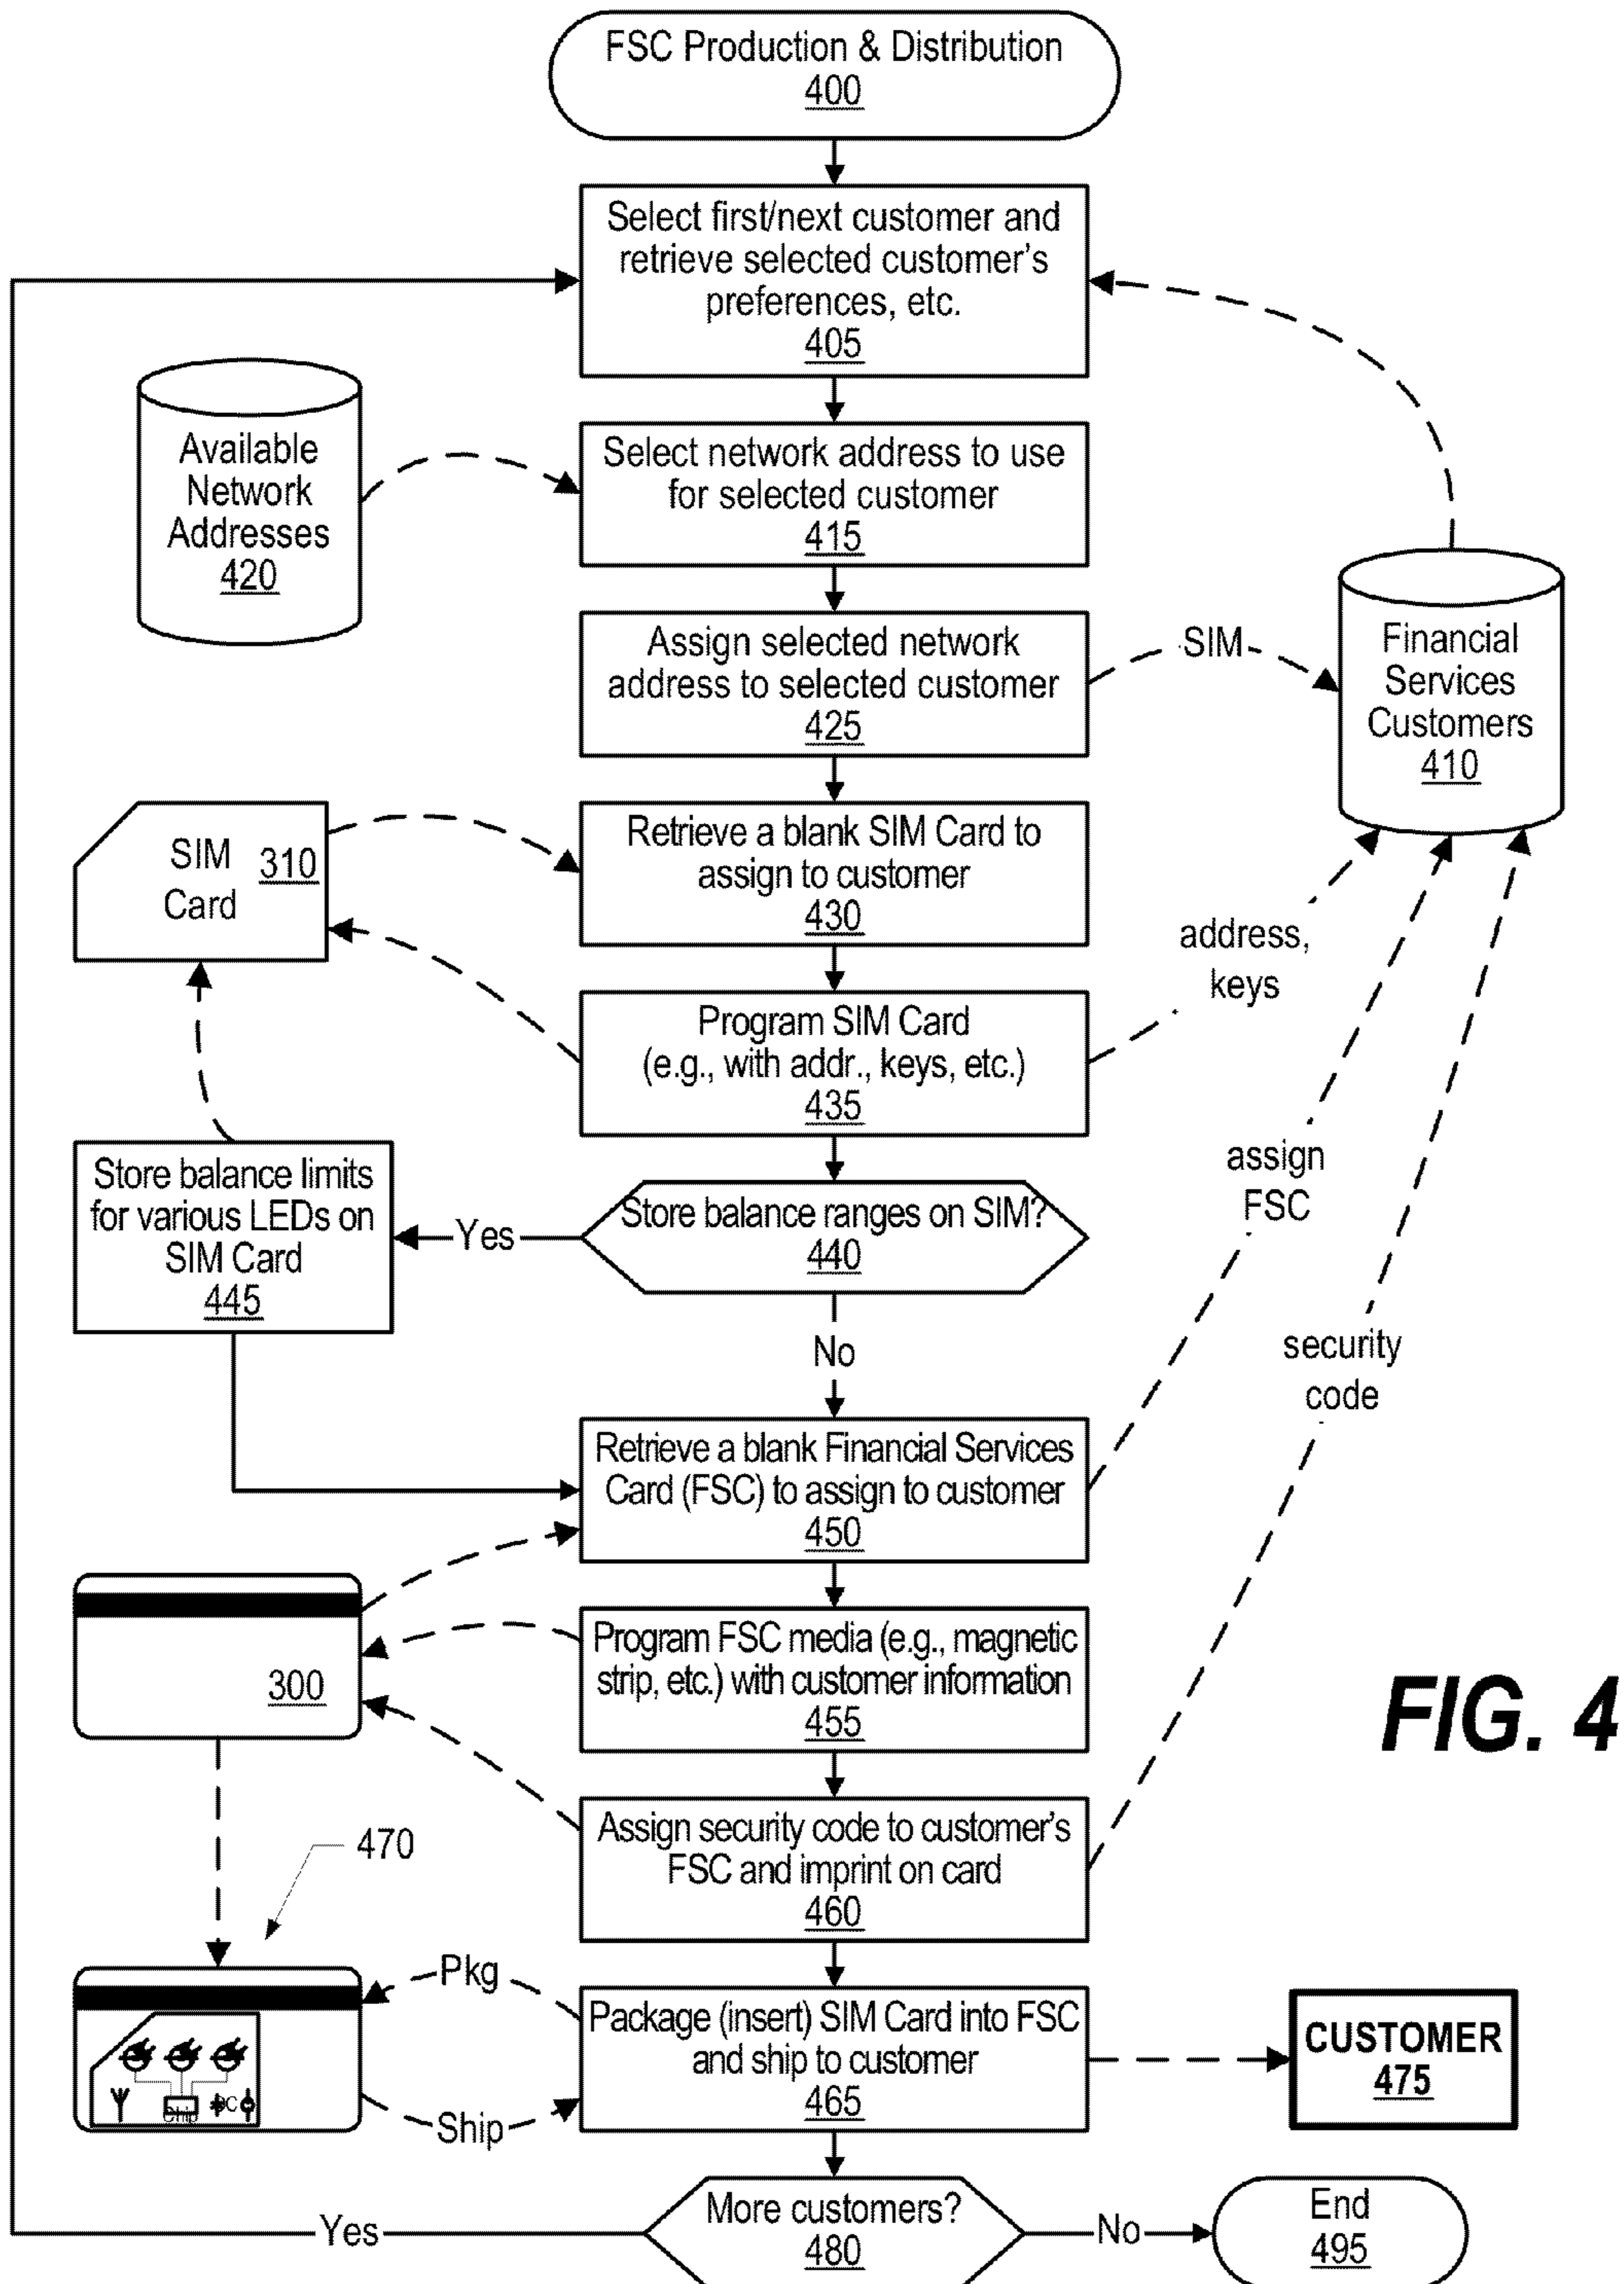 FSC Production & Distribution
400
Select first/next customer and
retrieve selected customer's
preferences, etc.
405
Available
Network
Addresses
420
Select network address to use
for selected customer
415
Assign selected network
address to selected customer
425
SIM
Financial
Services
Customers
410
SIM
Card
310
Retrieve a blank SIM Card to
assign to customer
430
address,
keys
Program SIM Card
(e.g., with addr., keys, etc.)
435
Store balance limits
for various LEDs on
SIM Card
445
Yes
Store balance ranges on SIM?
440
assign
FSC
No
security
code
Retrieve a blank Financial Services
Card (FSC) to assign to customer
450
300
Program FSC media (e.g., magnetic
strip, etc.) with customer information
455
FIG. 4
Assign security code to customer's
FSC and imprint on card
460
470
Pkg
Chip
DC
Ship
Package (insert) SIM Card into FSC
and ship to customer
465
CUSTOMER
475
Yes
More customers?
480
No
End
495